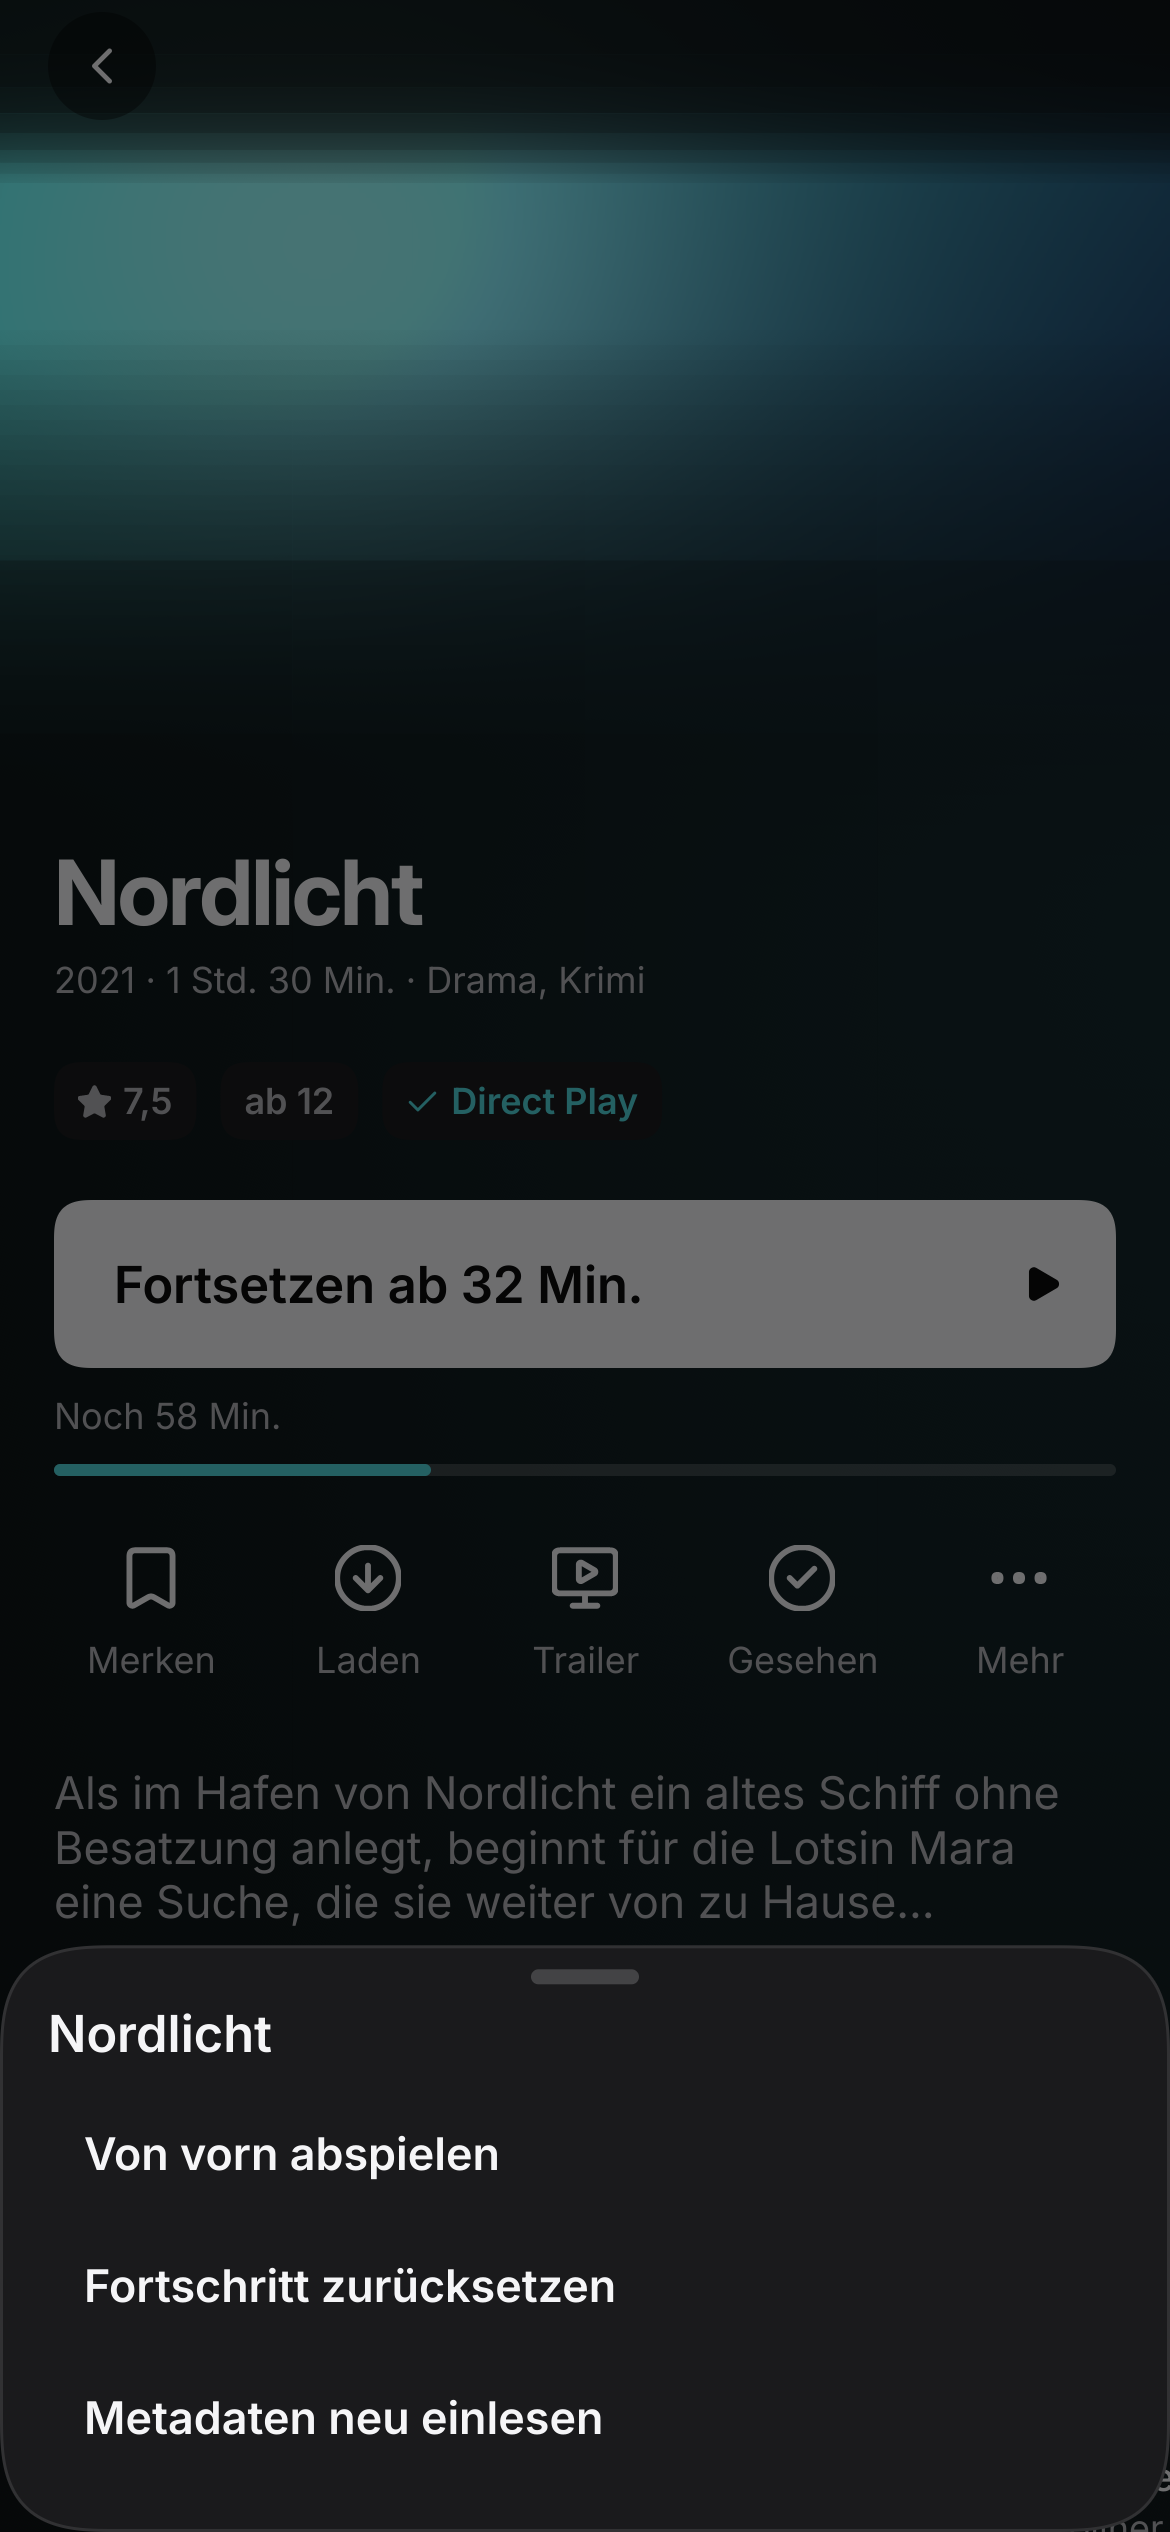 Nordlicht
2021 · 1 Std. 30 Min. · Drama, Krimi
7,5
ab 12
Direct Play
Fortsetzen ab 32 Min.
Noch 58 Min.
Merken
Laden
Trailer
Gesehen
Mehr
Als im Hafen von Nordlicht ein altes Schiff ohne
Besatzung anlegt, beginnt für die Lotsin Mara
eine Suche, die sie weiter von zu Hause...
Nordlicht
Von vorn abspielen
Fortschritt zurücksetzen
Metadaten neu einlesen